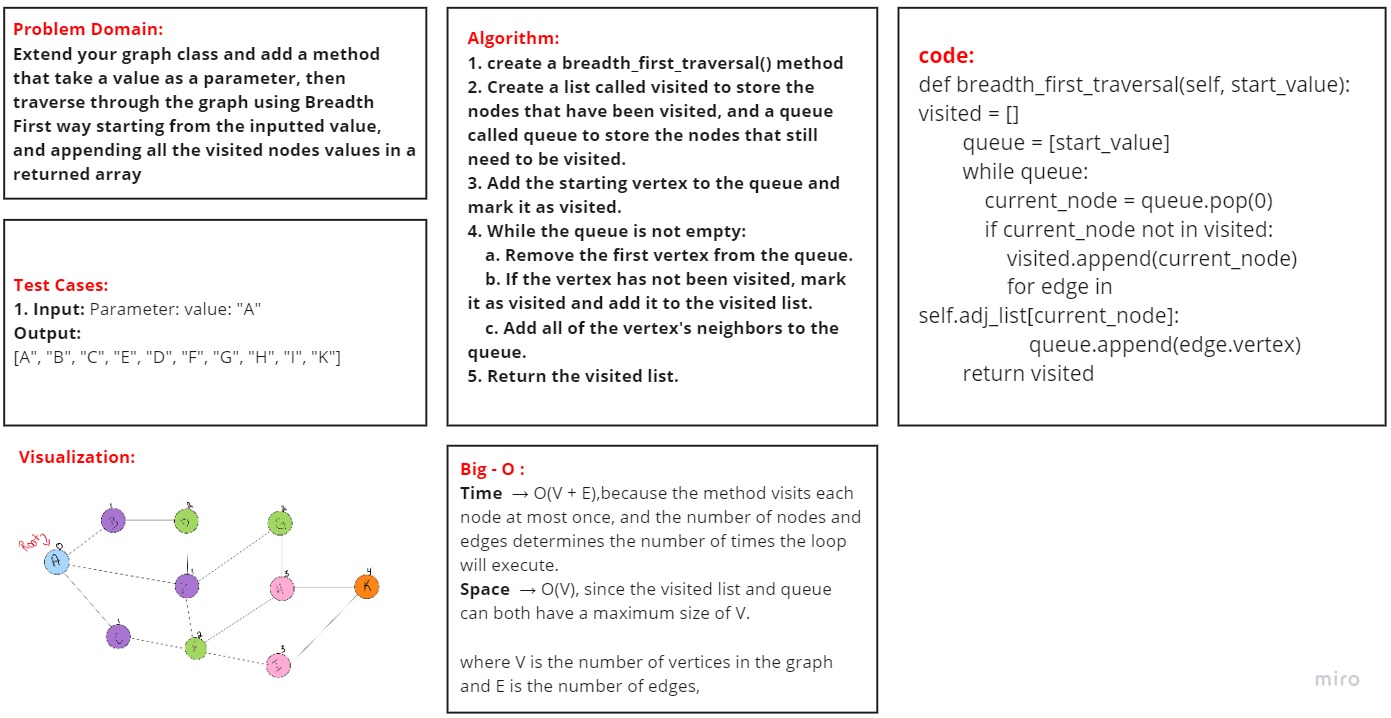 Problem Domain:
Extend your graph class and add a method
that take a value as a parameter, then
traverse through the graph using Breadth
First way starting from the inputted value,
and appending all the visited nodes values in a
returned array
Test Cases:
1. Input: Parameter: value: "A"
Output:
[A", "B", "C", "E", "D", "F", "G", "H", "I", "K"]
Visualization:
Root
0
A
1
B
2
D
2
G
1
3
H
4
K
1
C
2
F
3
I
Algorithm:
1. create a breadth_first_traversal() method
2. Create a list called visited to store the
nodes that have been visited, and a queue
called queue to store the nodes that still
need to be visited.
3. Add the starting vertex to the queue and
mark it as visited.
4. While the queue is not empty:
a. Remove the first vertex from the queue.
b. If the vertex has not been visited, mark
it as visited and add it to the visited list.
c. Add all of the vertex's neighbors to the
queue.
5. Return the visited list.
Big - O :
Time → O(V + E),because the method visits each
node at most once, and the number of nodes and
edges determines the number of times the loop
will execute.
Space → O(V), since the visited list and queue
can both have a maximum size of V.
where V is the number of vertices in the graph
and E is the number of edges,
code:
def breadth_first_traversal(self, start_value):
visited = []
queue = [start_value]
while queue:
current_node = queue.pop(0)
if current_node not in visited:
visited.append(current_node)
for edge in
self.adj_list[current_node]:
queue.append(edge.vertex)
return visited
miro